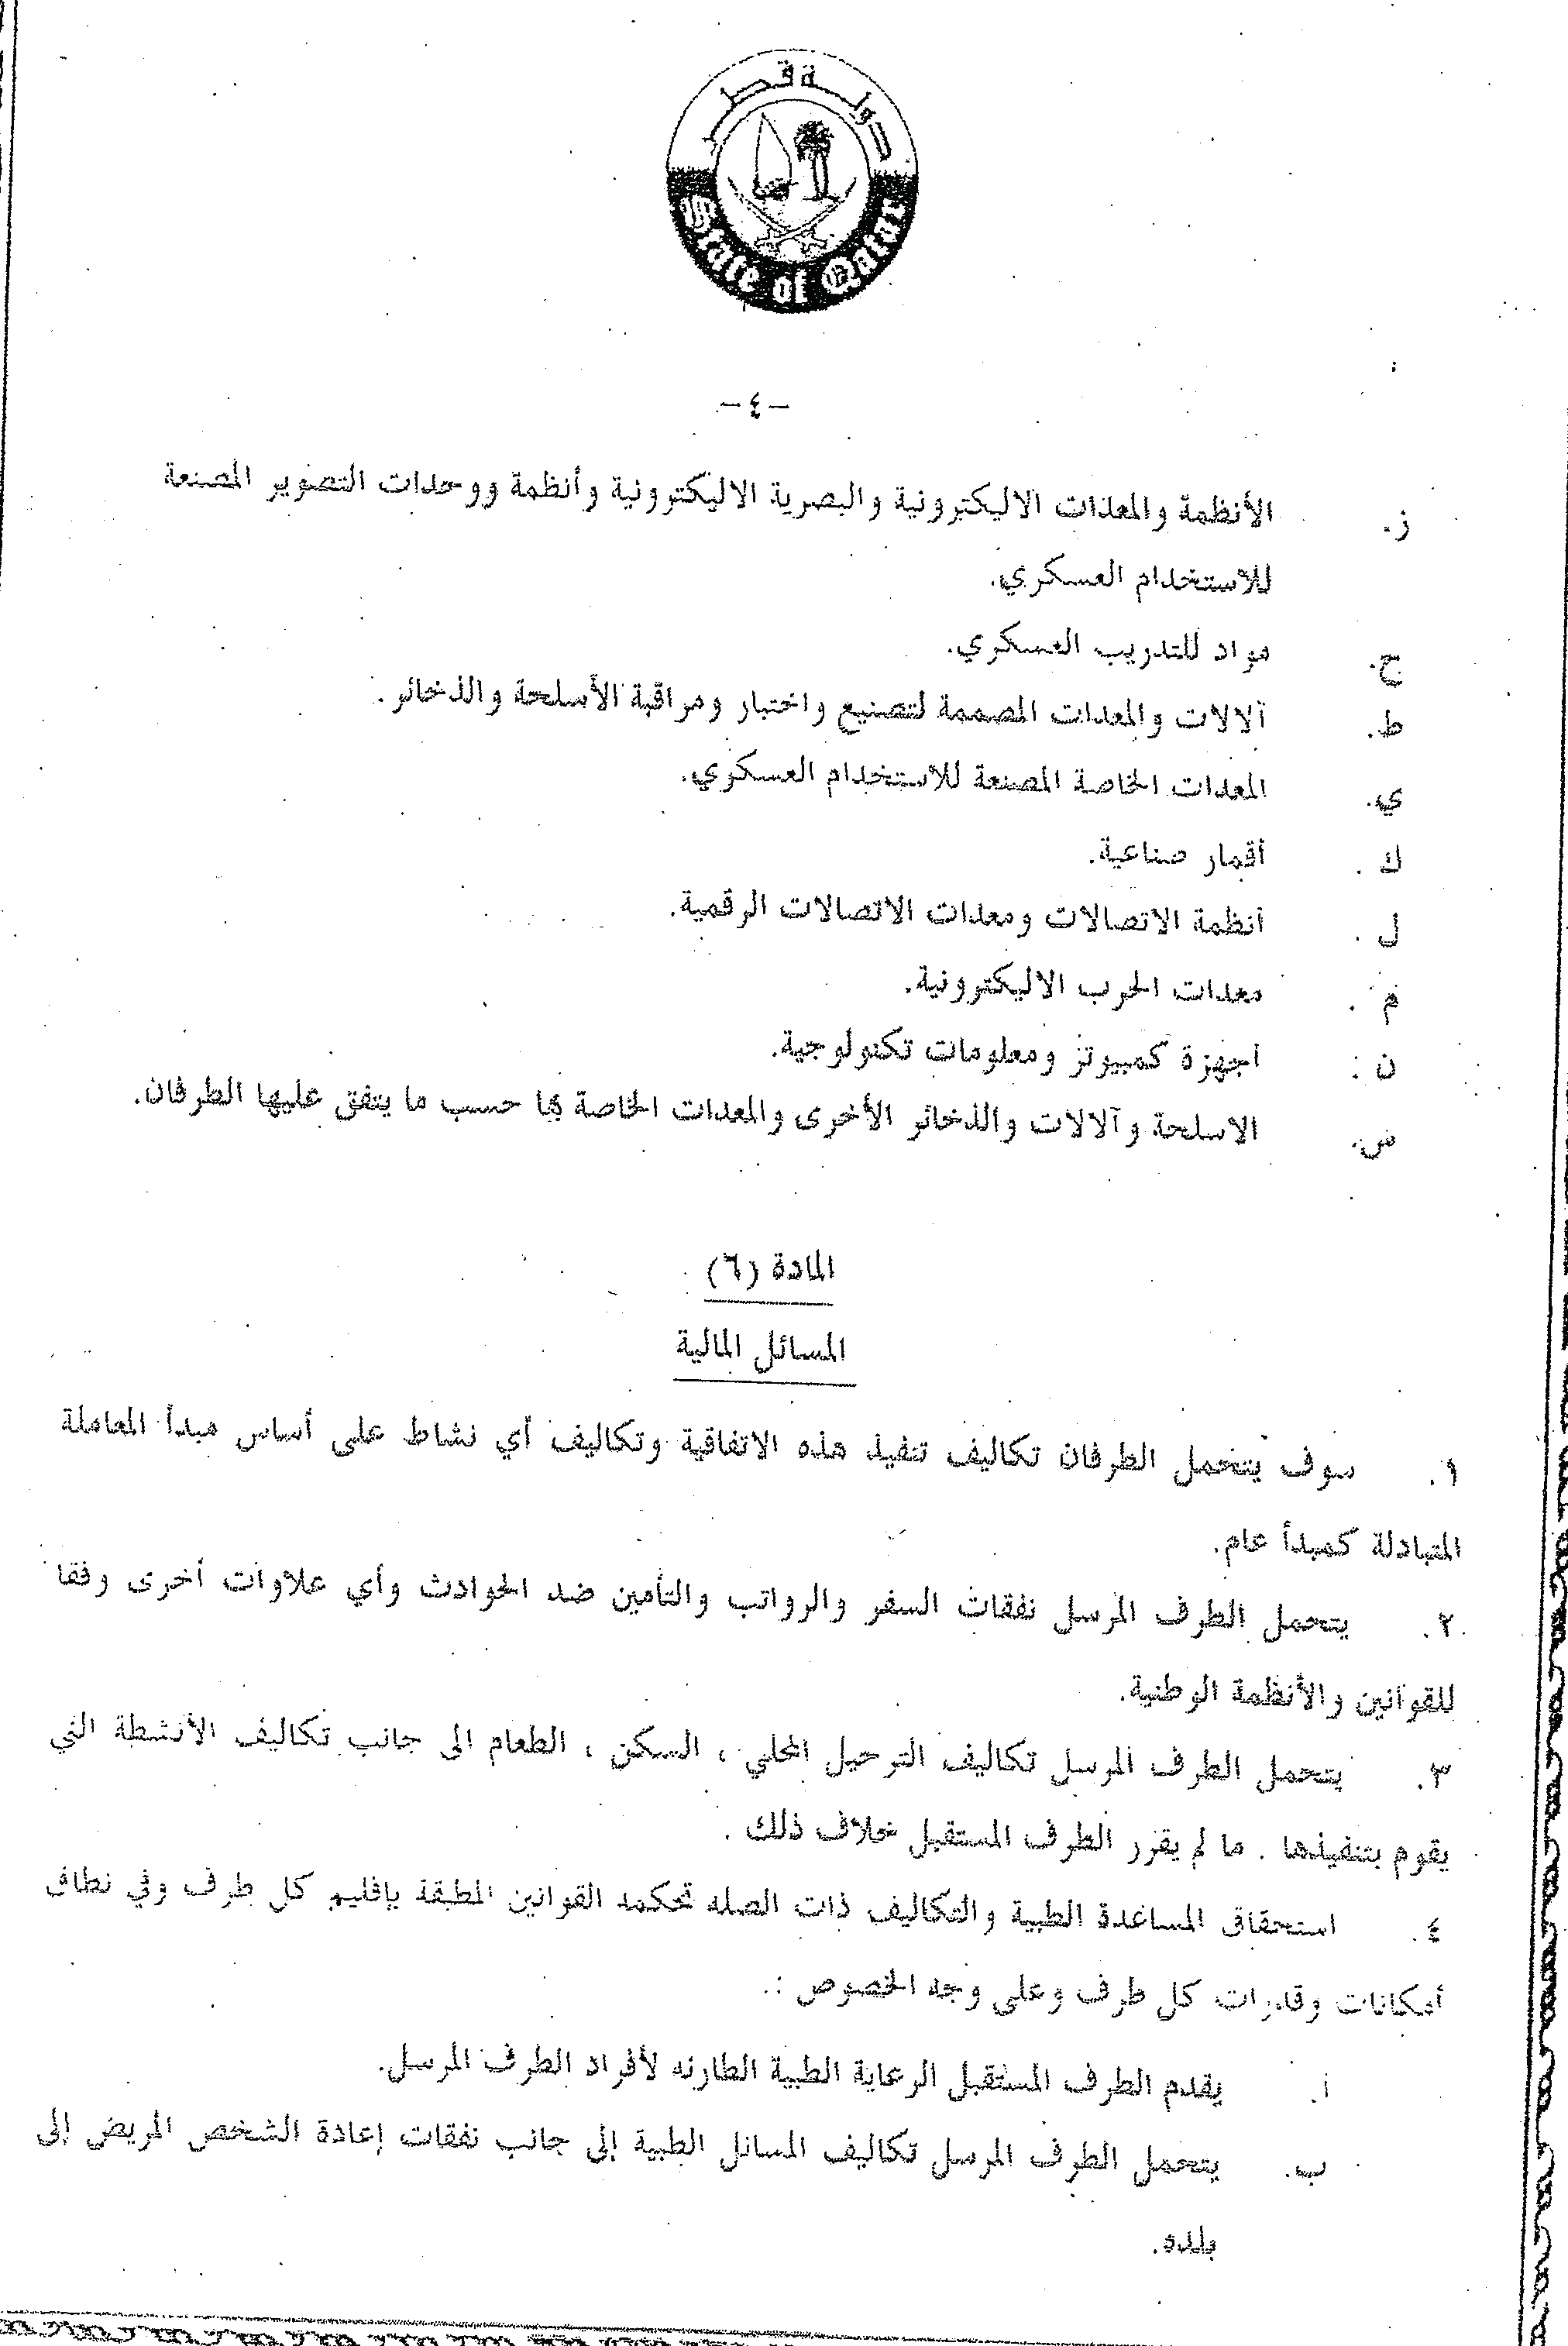 دولة قطر
State of Qatar
-٤-
ز. الأنظمة والمعدات الاليكترونية والبصرية الاليكترونية وأنظمة ووحدات التصوير المصنعة
للاستخدام العسكري.
ح. مواد للتدريب العسكري.
ط. آلالات والمعدات المصممة لتصنيع واختبار ومراقبة الأسلحة والذخائر.
ي. المعدات الخاصة المصنعة للاستخدام العسكري.
ك. أقمار صناعية.
ل. أنظمة الاتصالات ومعدات الاتصالات الرقمية.
م. معدات الحرب الاليكترونية.
ن. اجهزة كمبيوتر ومعلومات تكنولوجية.
س. الاسلحة وآلالات والذخائر الأخرى والمعدات الخاصة بها حسب ما يتفق عليها الطرفان.
المادة (٦)
المسائل المالية
١. سوف يتحمل الطرفان تكاليف تنفيذ هذه الاتفاقية وتكاليف أي نشاط على أساس مبدأ المعاملة
المتبادلة كمبدأ عام.
٢. يتحمل الطرف المرسل نفقات السفر والرواتب والتأمين ضد الحوادث وأي علاوات أخرى وفقا
للقوانين والأنظمة الوطنية.
٣. يتحمل الطرف المرسل تكاليف الترحيل المحلي ، السكن ، الطعام الى جانب تكاليف الأنشطة التي
يقوم بتنفيذها . ما لم يقرر الطرف المستقبل خلاف ذلك .
٤. استحقاق المساعدة الطبية والتكاليف ذات الصله تحكمه القوانين المطبقة بإقليم كل طرف وفي نطاق
أمكانات وقدرات كل طرف وعلى وجه الخصوص :
أ. يقدم الطرف المستقبل الرعاية الطبية الطارئه لأفراد الطرف المرسل.
ب. يتحمل الطرف المرسل تكاليف المسائل الطبية إلى جانب نفقات إعادة الشخص المريض إلى
بلده.